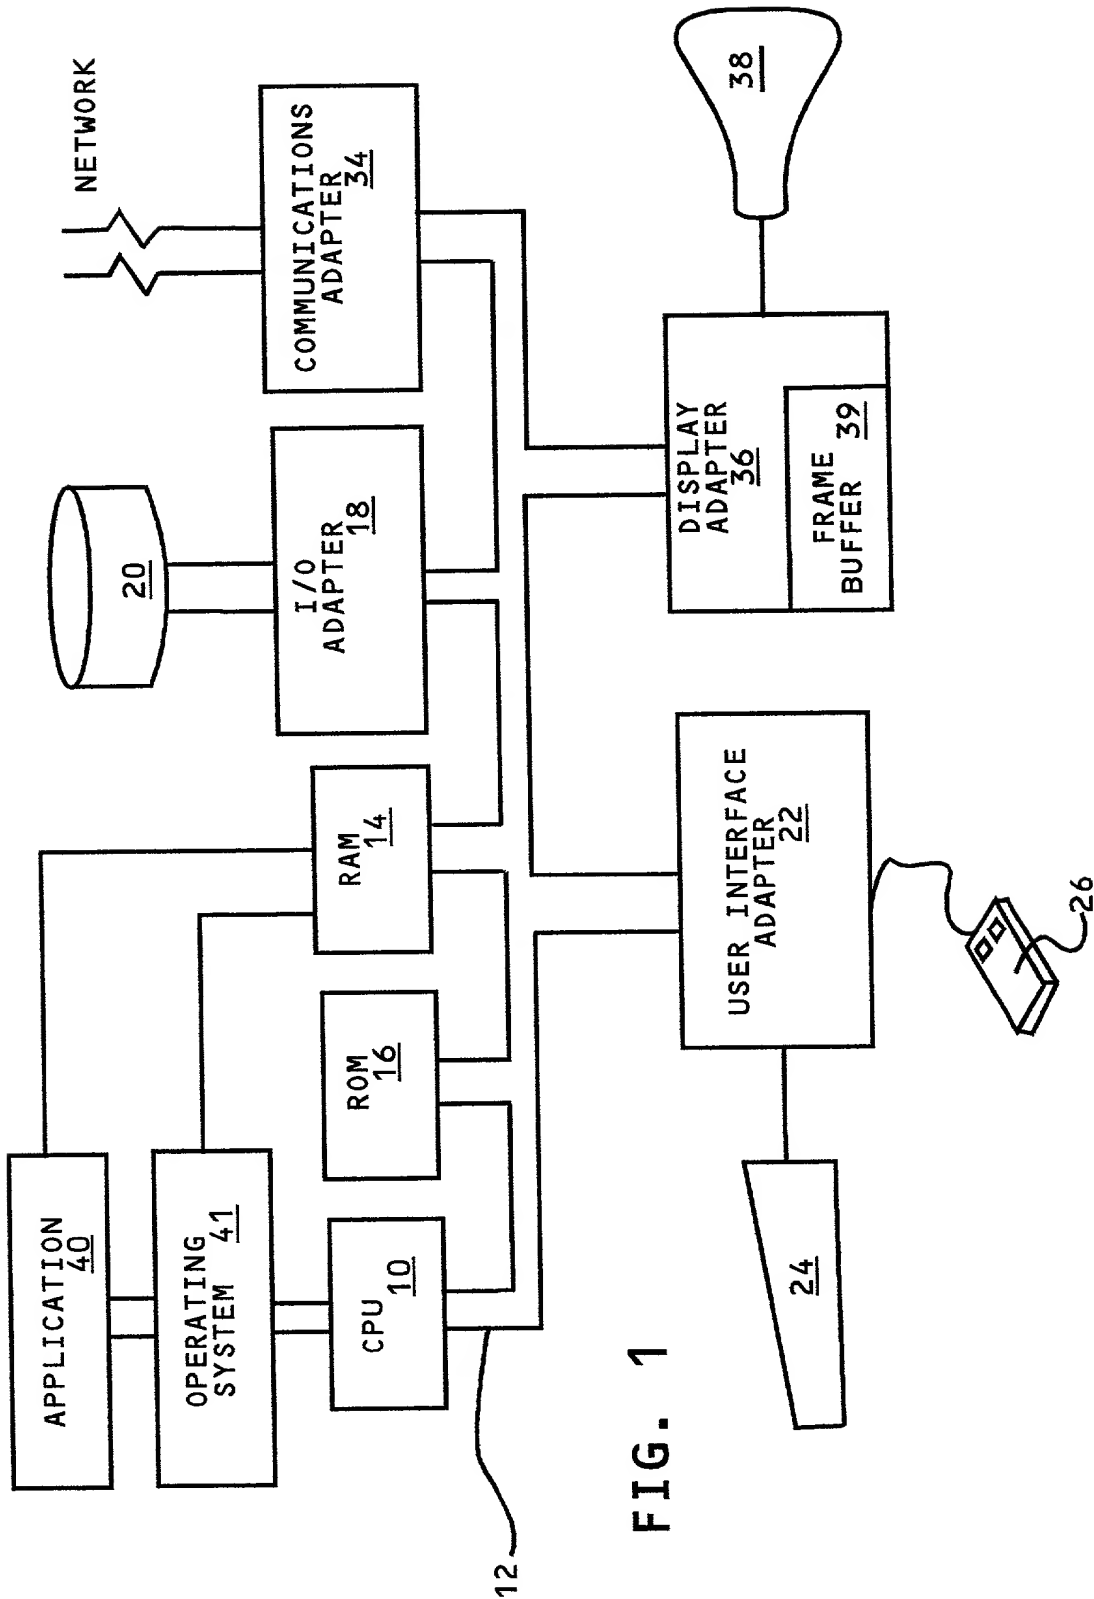 APPLICATION
40
OPERATING
SYSTEM 41
CPU
10
ROM
16
RAM
14
I/O
ADAPTER
18
20
COMMUNICATIONS
ADAPTER
34
NETWORK
12
24
USER INTERFACE
ADAPTER
22
26
DISPLAY
ADAPTER
36
FRAME
BUFFER 39
38
FIG. 1